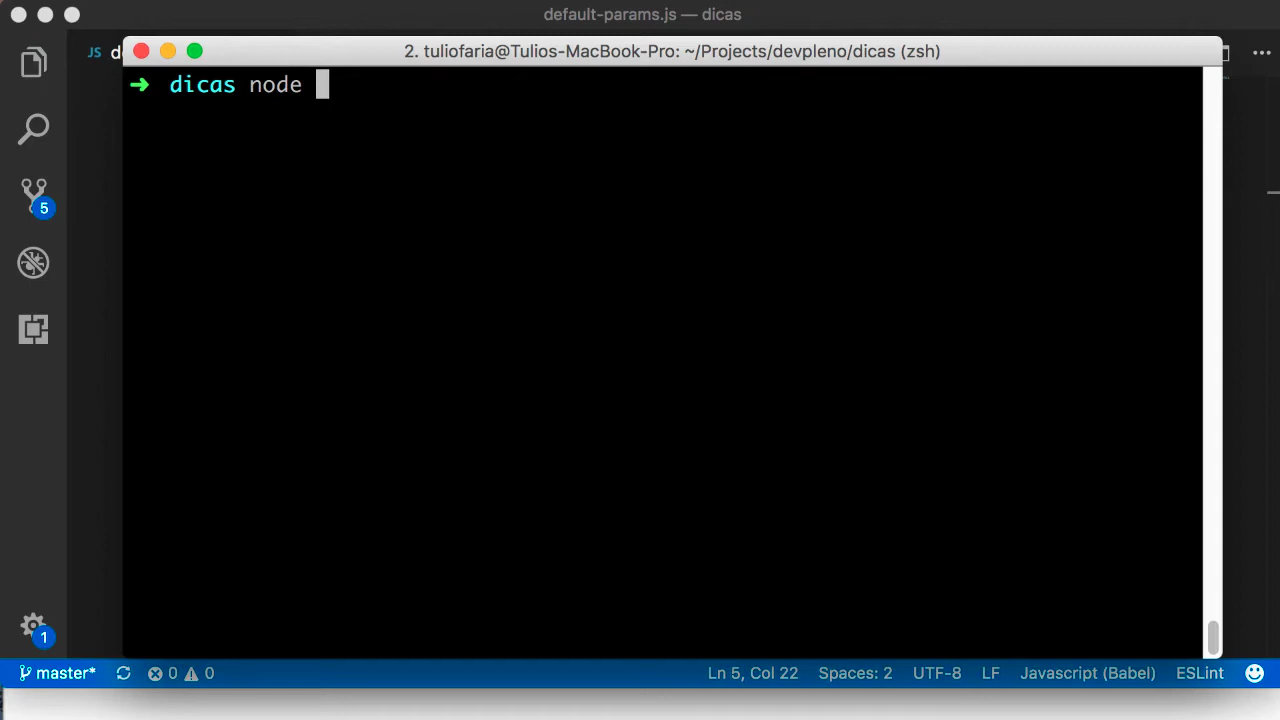 default-params.js — dicas
JS d
2. tuliofaria@Tulios-MacBook-Pro: ~/Projects/devpleno/dicas (zsh)
➜ dicas node
5
1
master* 0 0 Ln 5, Col 22 Spaces: 2 UTF-8 LF Javascript (Babel) ESLint